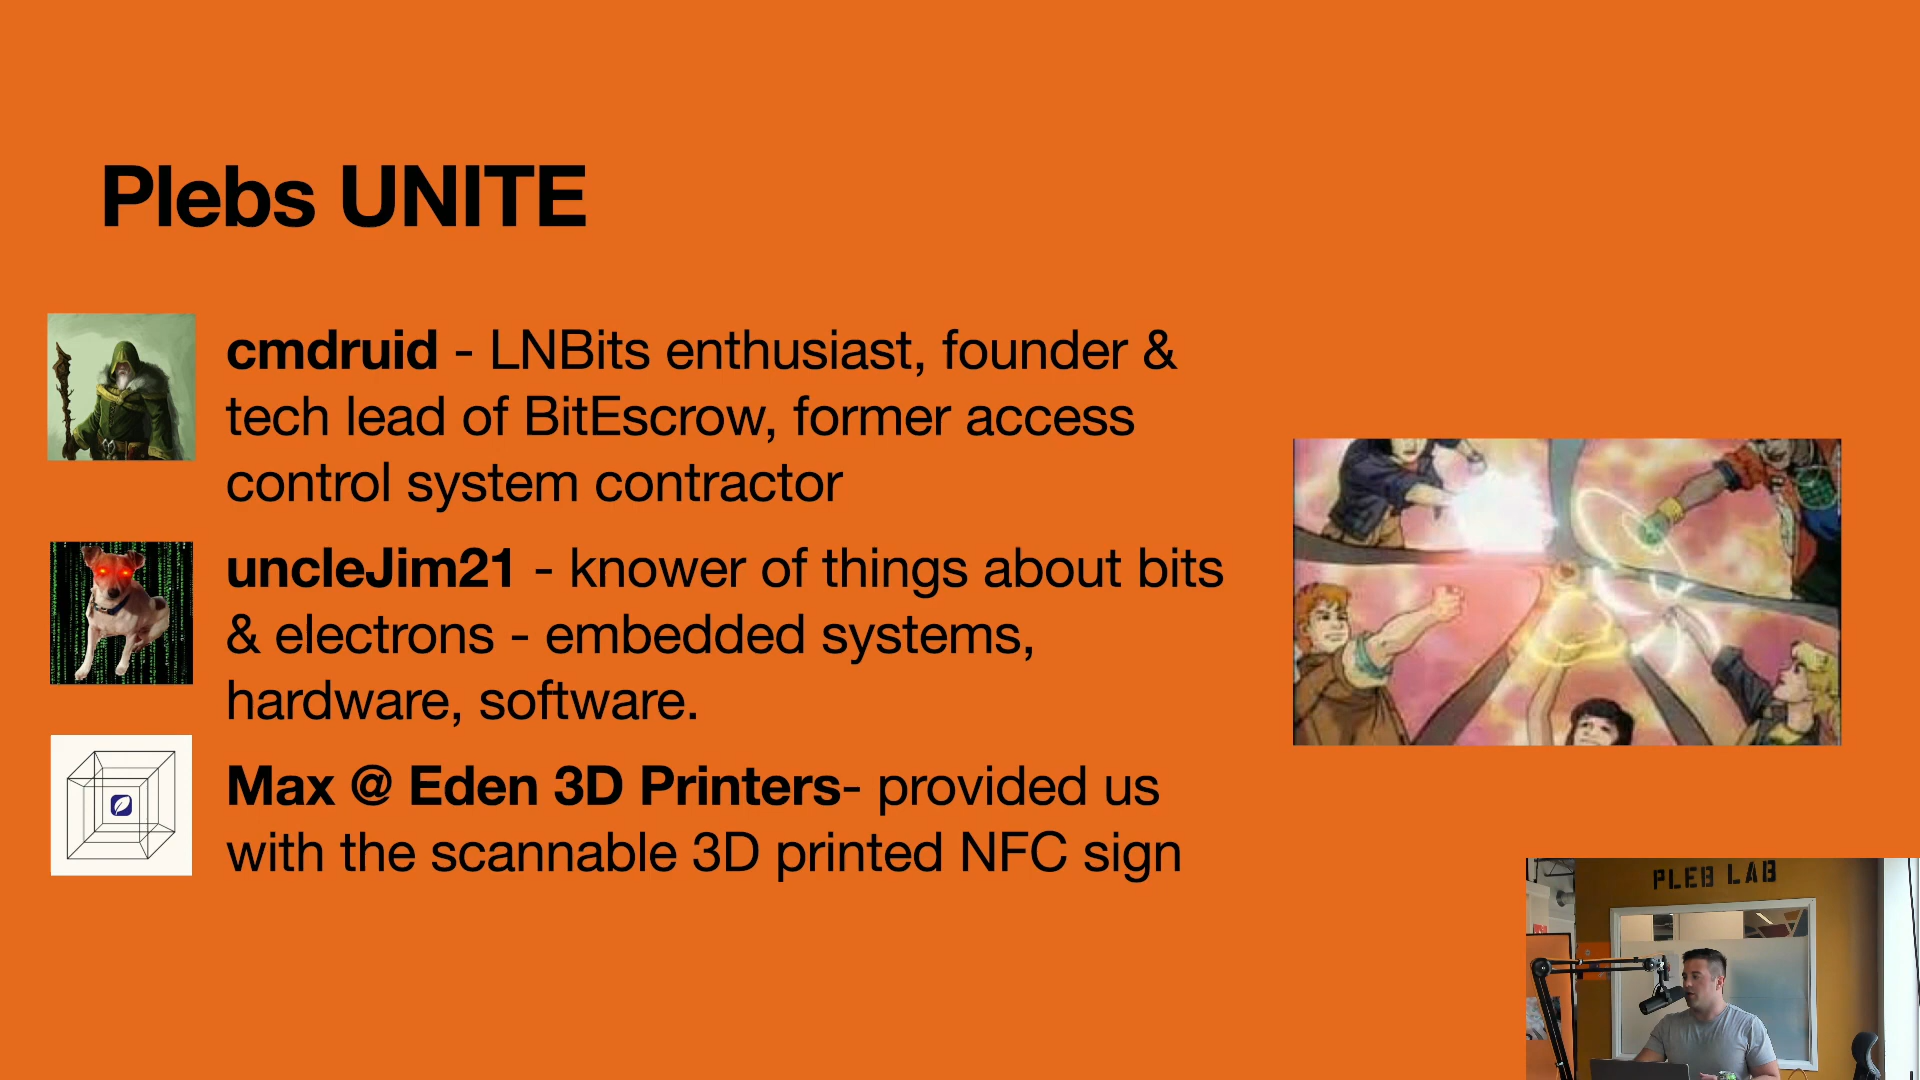 Plebs UNITE
cmdruid - LNBits enthusiast, founder &
tech lead of BitEscrow, former access
control system contractor
uncleJim21 - knower of things about bits
& electrons - embedded systems,
hardware, software.
Max @ Eden 3D Printers- provided us
with the scannable 3D printed NFC sign
PLEB LAB